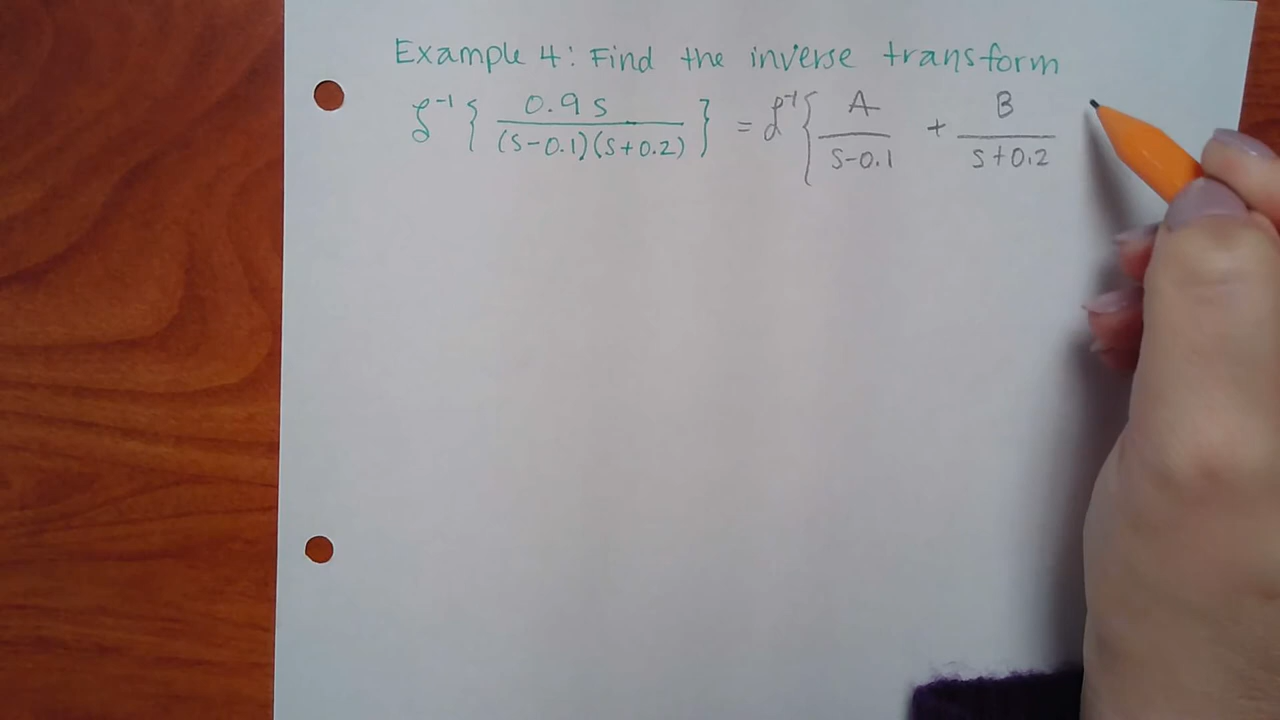 Example 4: Find the inverse transform
ℒ⁻¹ { 0.9s / (s-0.1)(s+0.2) } = ℒ⁻¹ { A / s-0.1 + B / s+0.2